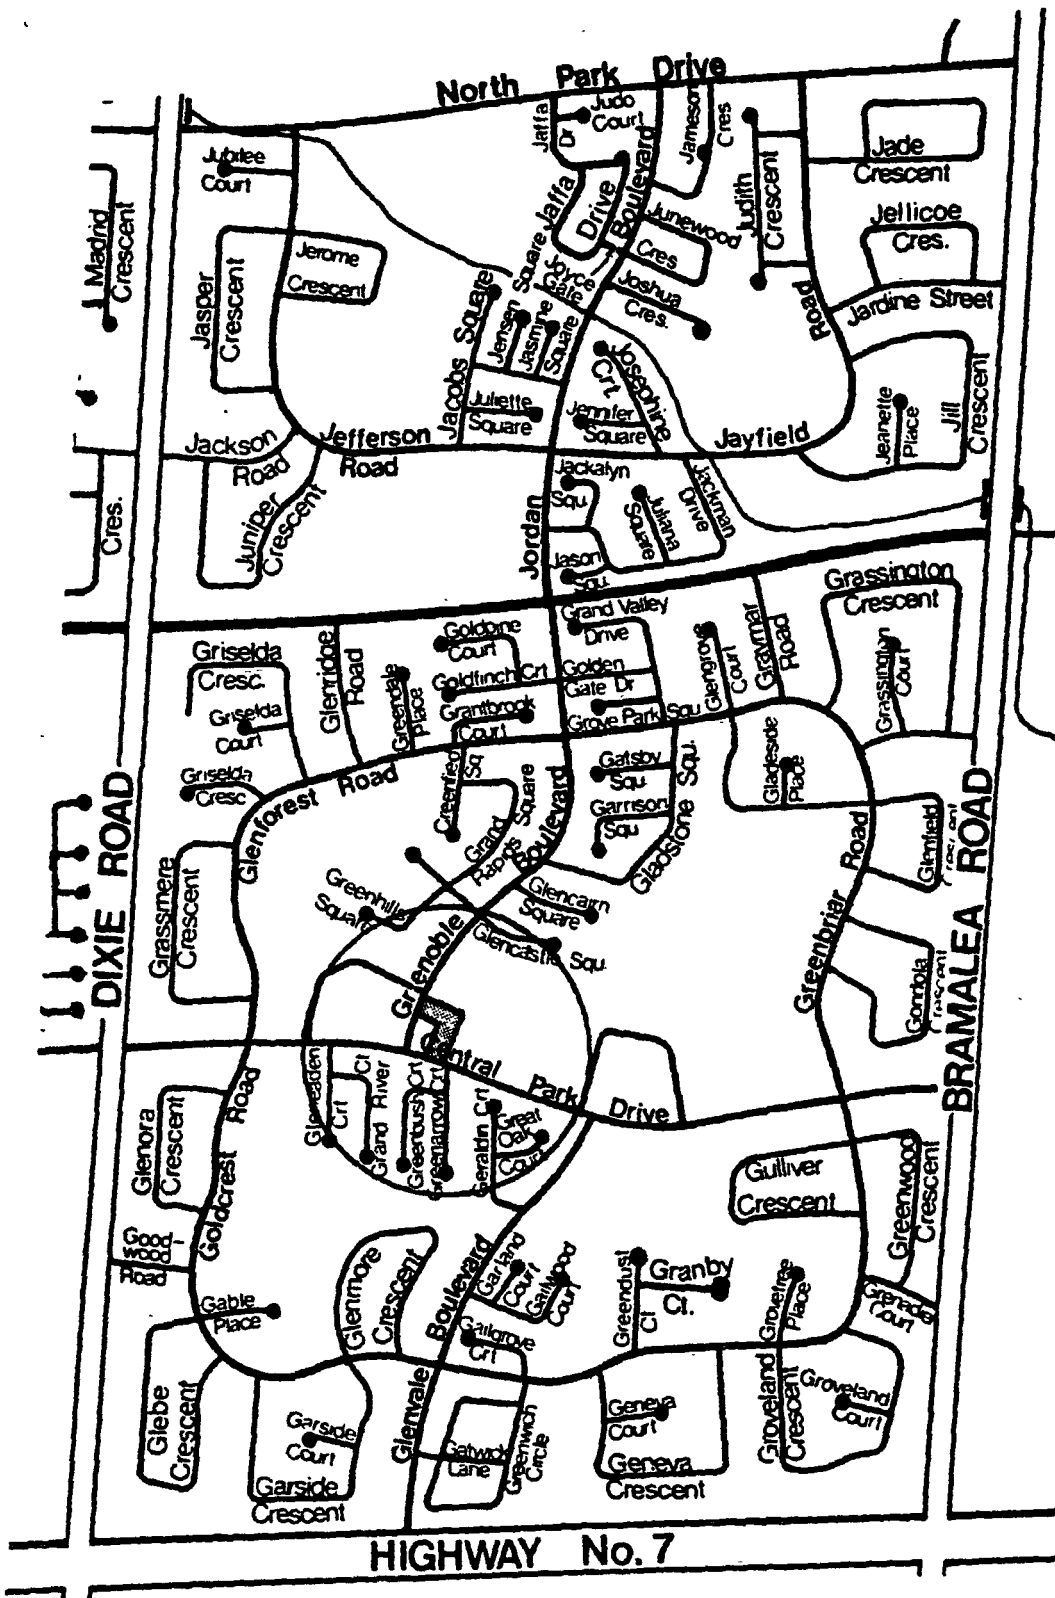 North Park Drive
Jaffa Dr
Judo Court
Jameson Cres
Jubilee Court
Jade Crescent
Madrid Crescent
Jaffa Drive
Boulevard
Judith Crescent
Jellicoe Cres.
Junewood Cres
Jerome Crescent
Jasper Crescent
Square
Joyce Gate
Joshua Cres.
Road
Jardine Street
Jacobs Square
Jensen
Jasmine Square
Josephine Crt.
Juliette Square
Jennifer Square
Jeanette Place
Jill Crescent
Jackson Road
Jefferson Road
Jayfield
Juniper Crescent
Cres.
Jordan
Jackalyn Squ.
Juliana Square
Jackman Drive
Jason Squ.
Grassington Crescent
Grand Valley Drive
Griselda Cresc.
Glenridge Road
Goldpine Court
Goldfinch Crt
Golden Gate Dr
Glengrove Court
Graymar Road
Grassington Court
Griselda Court
Greendale Place
Grantbrook Court
Grove Park Squ
Griselda Cresc
Glenforest Road
Greenfield Sq
Grand Rapids Square
Boulevard
Gatsby Squ.
Garrison Squ
Gladstone Squ.
Gladeside Place
Glenfield Crescent
DIXIE ROAD
BRAMALEA ROAD
Grassmere Crescent
Greenhills Square
Glencairn Square
Glencastle Squ.
Grenoble
Greenbriar Road
Gondola Crescent
Central Park Drive
Gleneaden Crt
Grand River Ct
Greenbush Crt
Greenarrow Crt
Geraldin Crt
Great Oak Court
Glenora Crescent
Goldcrest Road
Gulliver Crescent
Greenwood Crescent
Goodwood Road
Gable Place
Glenmore Crescent
Boulevard
Garland Court
Gailwood Court
Greendust Ct
Granby Ct.
Grovetree Place
Grenada Court
Gailgrove Crt
Glebe Crescent
Garside Court
Garside Crescent
Glenvale
Gatwick Lane
Greenwich Circle
Geneva Court
Geneva Crescent
Groveland Crescent
Groveland Court
HIGHWAY No. 7